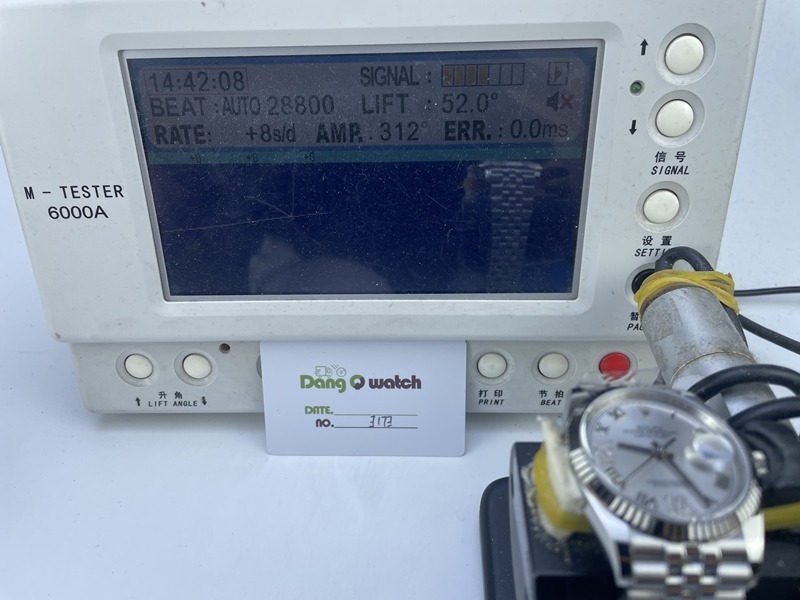 14:42:08 SIGNAL :
BEAT :AUTO 28800 LIFT : 52.0°
RATE: +8s/d AMP. : 312° ERR. : 0.0ms
M - TESTER
6000A
信号
SIGNAL
设置
升角
LIFT ANGLE
打印
PRINT
节拍
BEAT
Dang Q watch
DATE.
NO. 3173